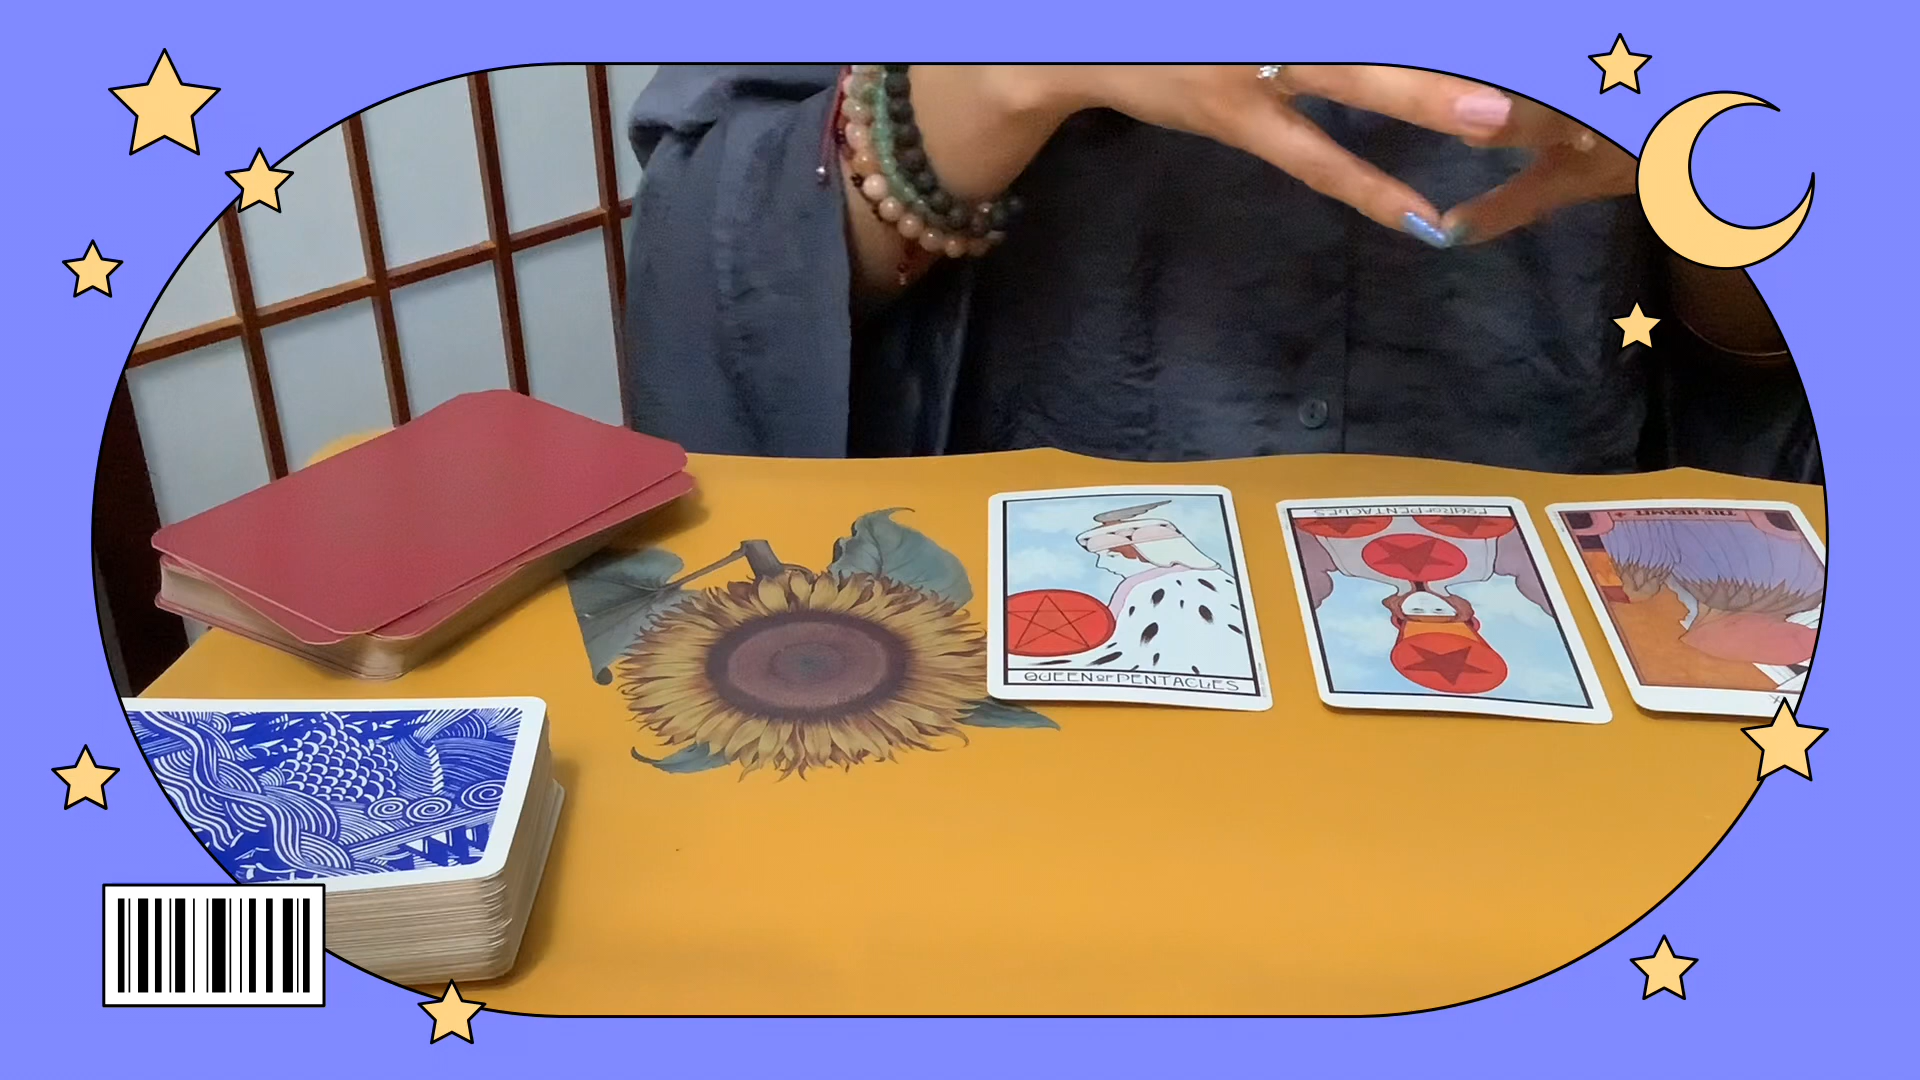 QUEEN OF PENTACLES
FOUR OF PENTACLES
THE HERMIT